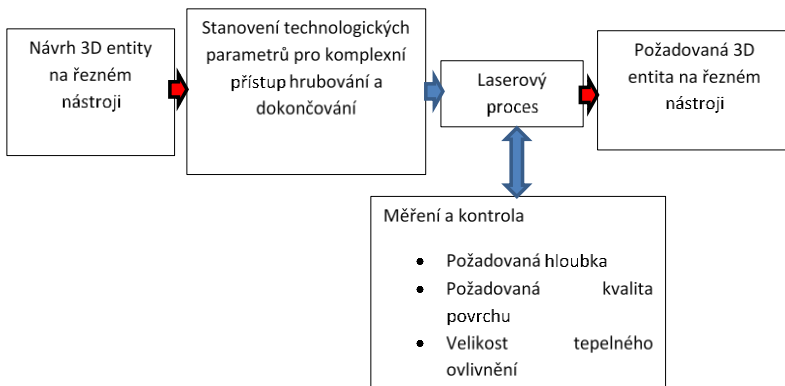 Návrh 3D entity
na řezném
nástroji
Stanovení technologických
parametrů pro komplexní
přístup hrubování a
dokončování
Laserový
proces
Požadovaná 3D
entita na řezném
nástroji
Měření a kontrola
• Požadovaná hloubka
• Požadovaná kvalita
povrchu
• Velikost tepelného
ovlivnění